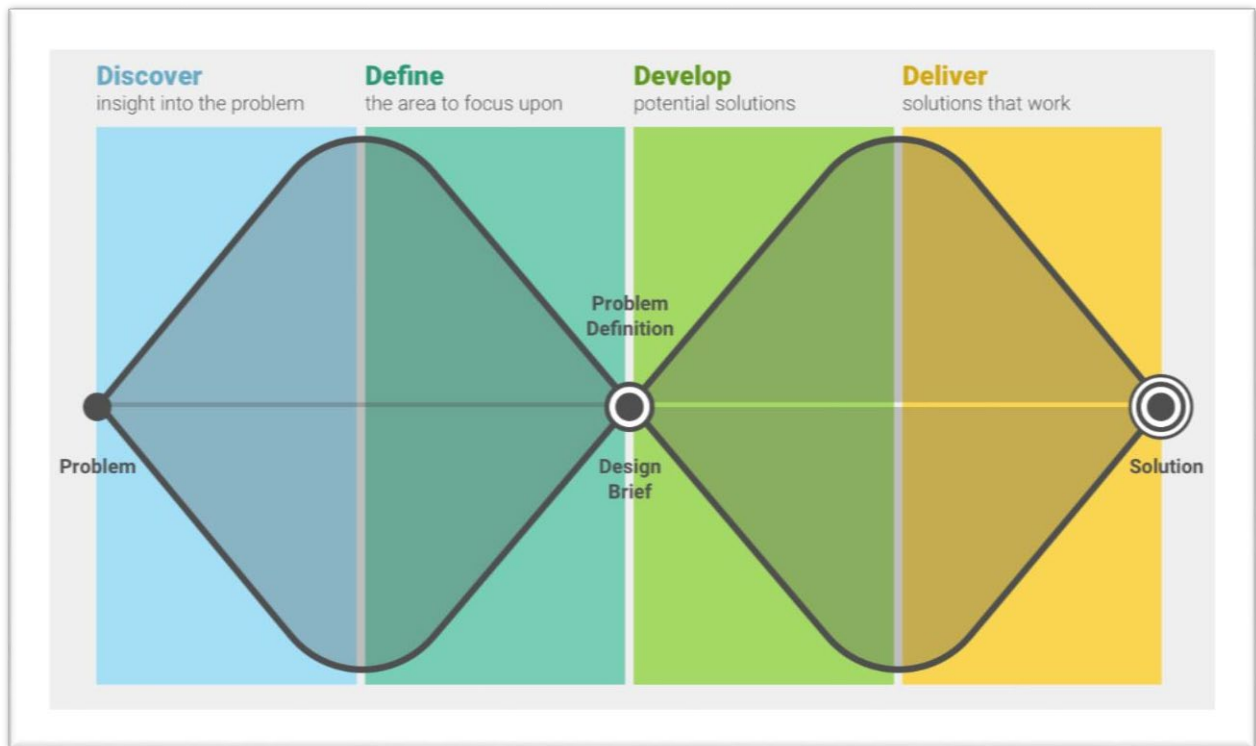 Discover
insight into the problem
Define
the area to focus upon
Develop
potential solutions
Deliver
solutions that work
Problem
Definition
Problem
Design
Brief
Solution